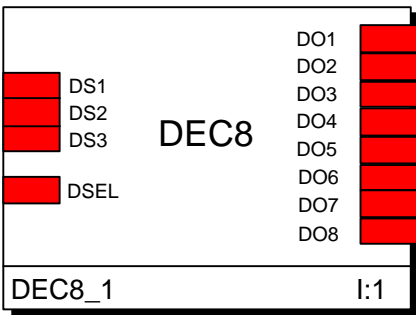 DO1
DO2
DS1
DO3
DS2
DS3
DEC8
DO4
DO5
DO6
DSEL
DO7
DO8
DEC8_1 I:1